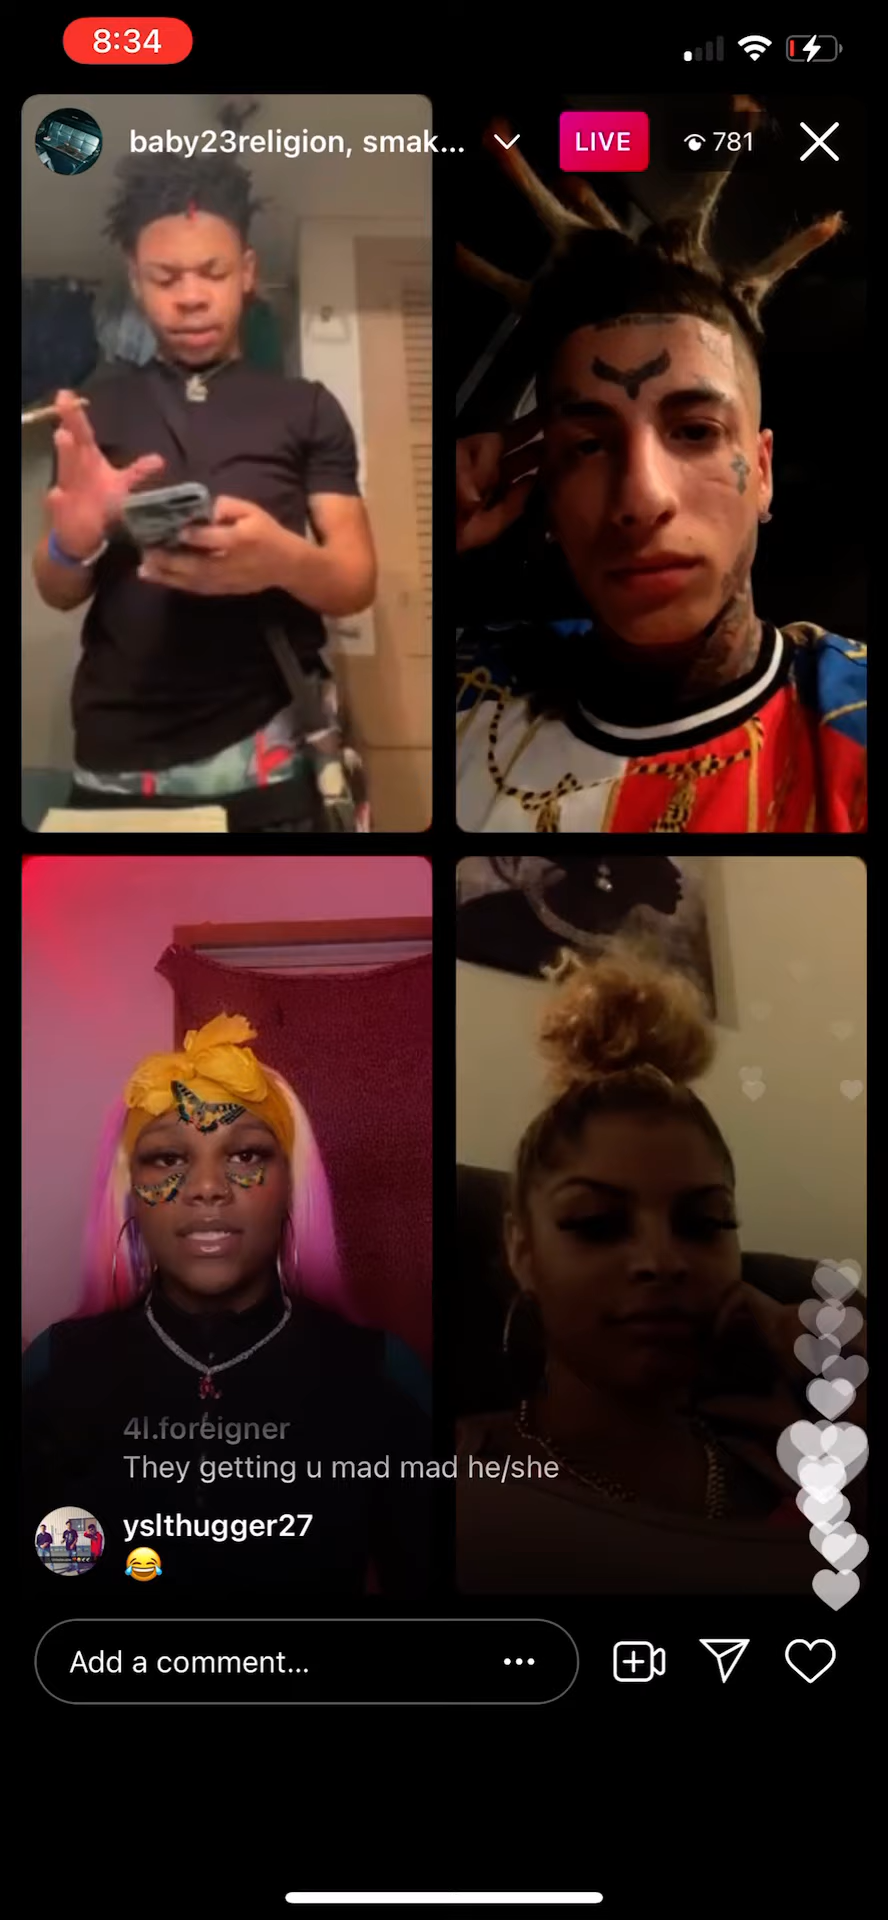 8:34
baby23religion, smak...
LIVE
781
4l.foreigner
They getting u mad mad he/she
yslthugger27
😂
Add a comment...